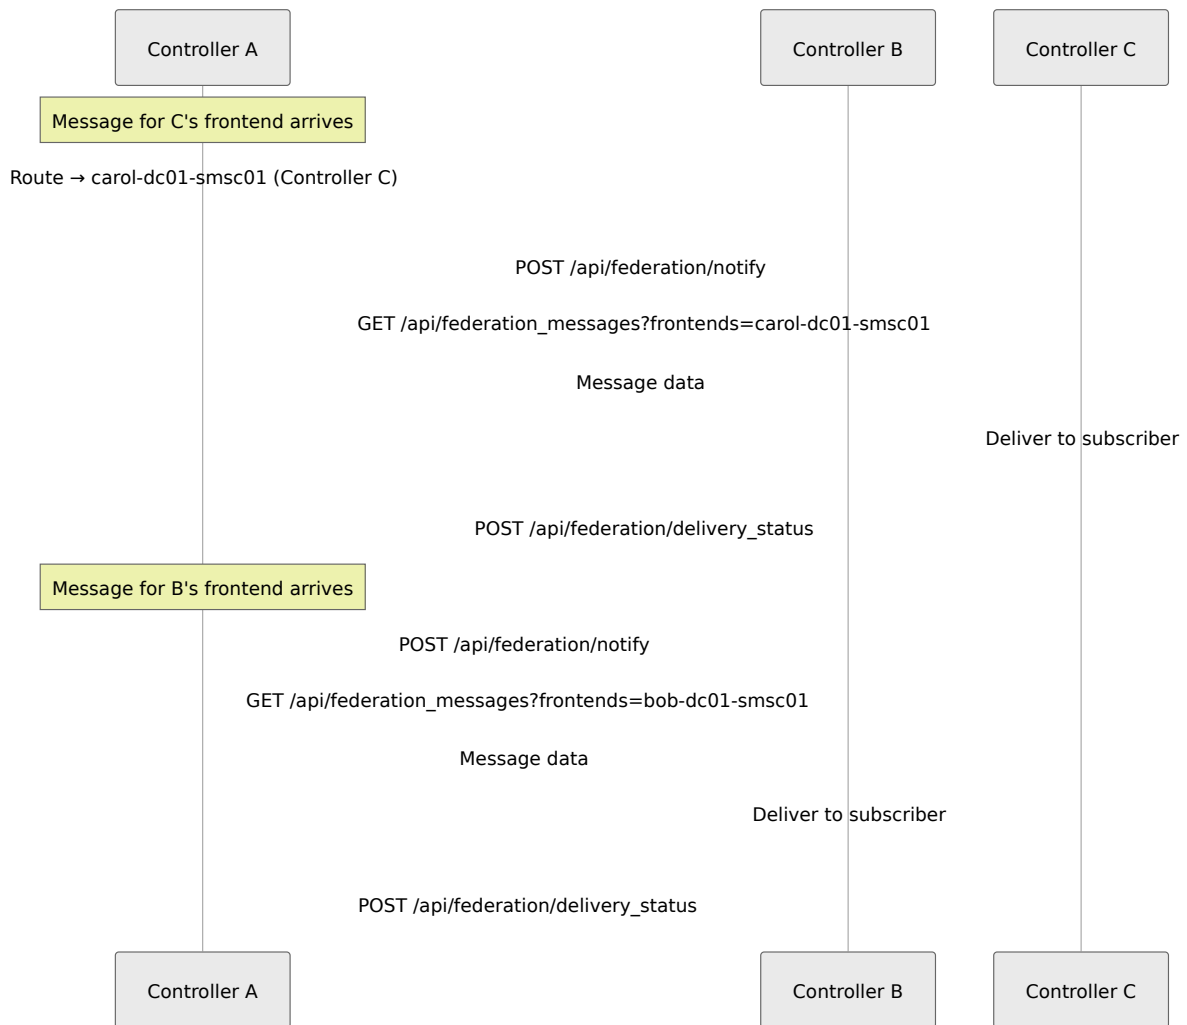 Controller A
Controller B
Controller C
Message for C's frontend arrives
Route → carol-dc01-smsc01 (Controller C)
POST /api/federation/notify
GET /api/federation_messages?frontends=carol-dc01-smsc01
Message data
Deliver to subscriber
POST /api/federation/delivery_status
Message for B's frontend arrives
POST /api/federation/notify
GET /api/federation_messages?frontends=bob-dc01-smsc01
Message data
Deliver to subscriber
POST /api/federation/delivery_status
Controller A
Controller B
Controller C